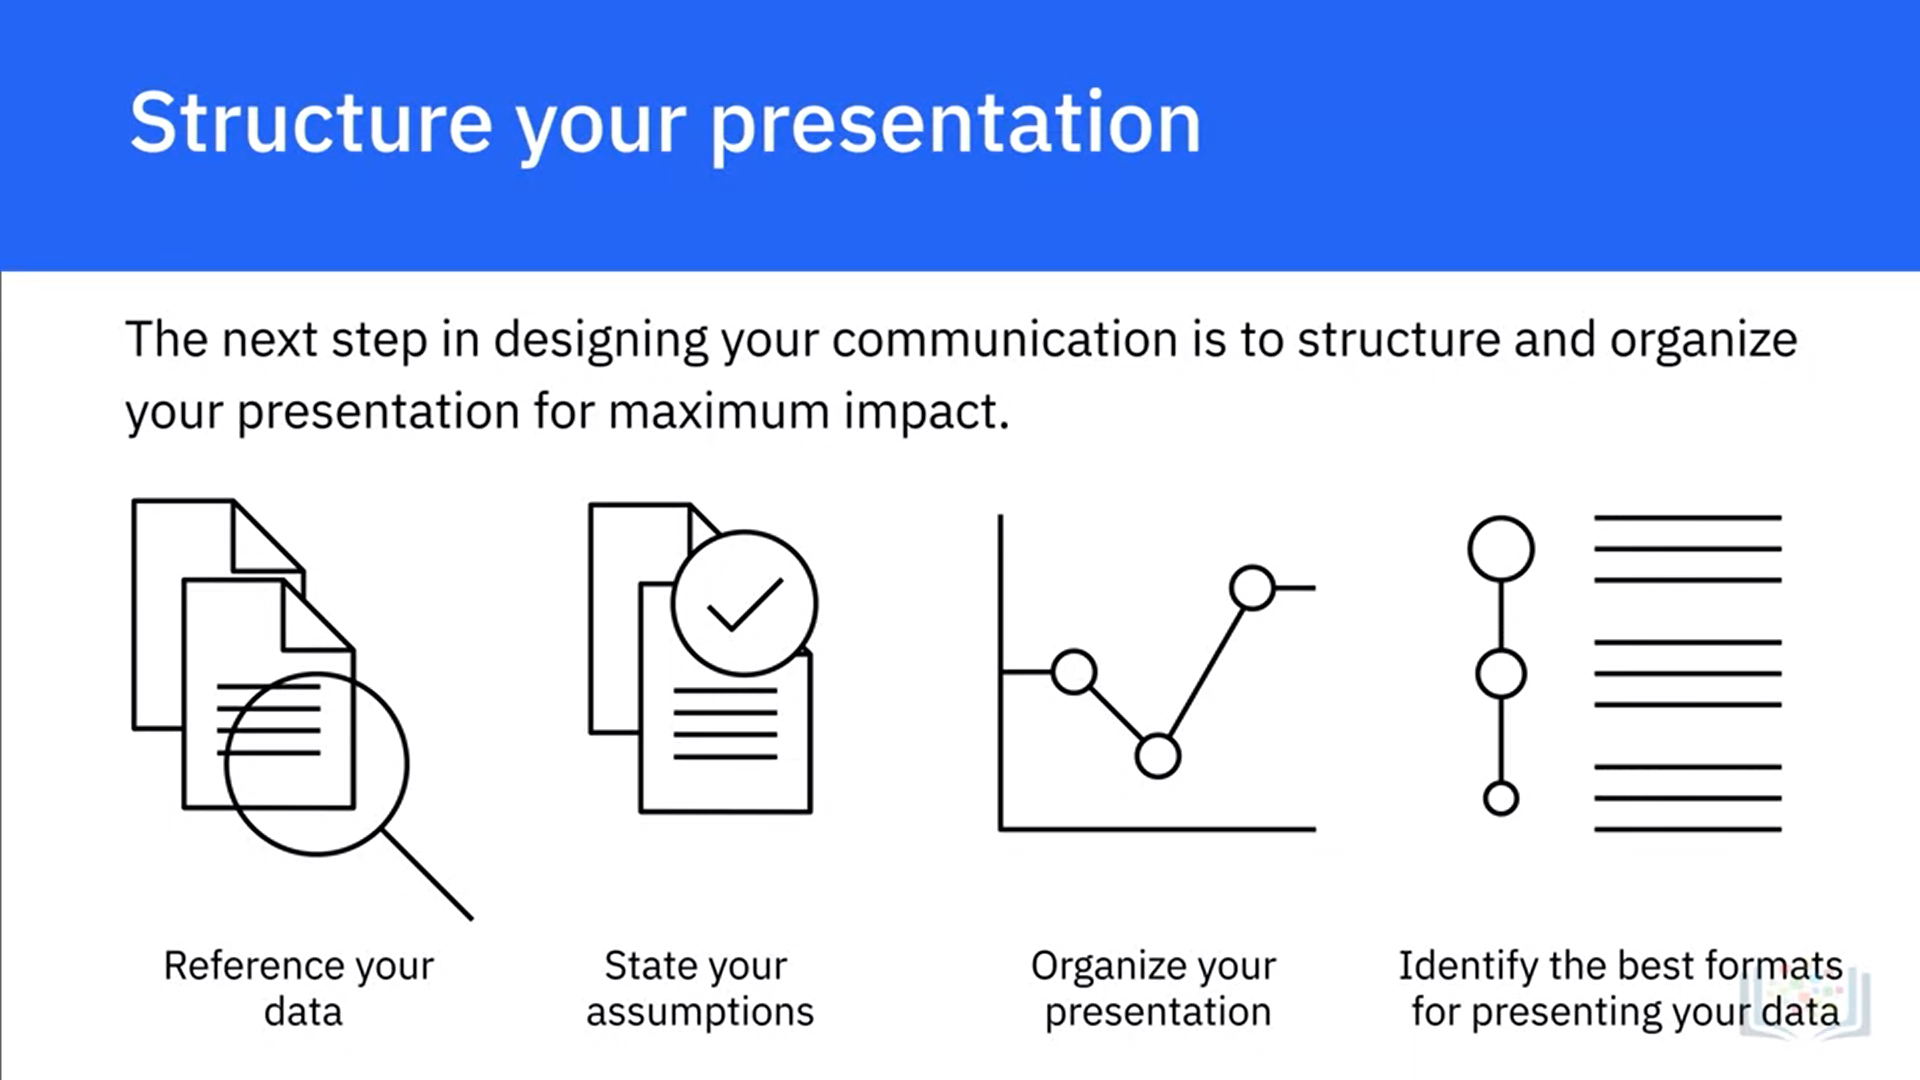 Structure your presentation
The next step in designing your communication is to structure and organize
your presentation for maximum impact.
Reference your
data
State your
assumptions
Organize your
presentation
Identify the best formats
for presenting your data